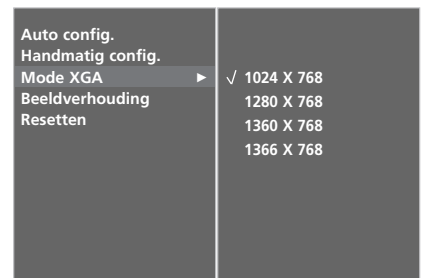 Auto config.
Handmatig config.
Mode XGA ►
Beeldverhouding
Resetten
√ 1024 X 768
1280 X 768
1360 X 768
1366 X 768